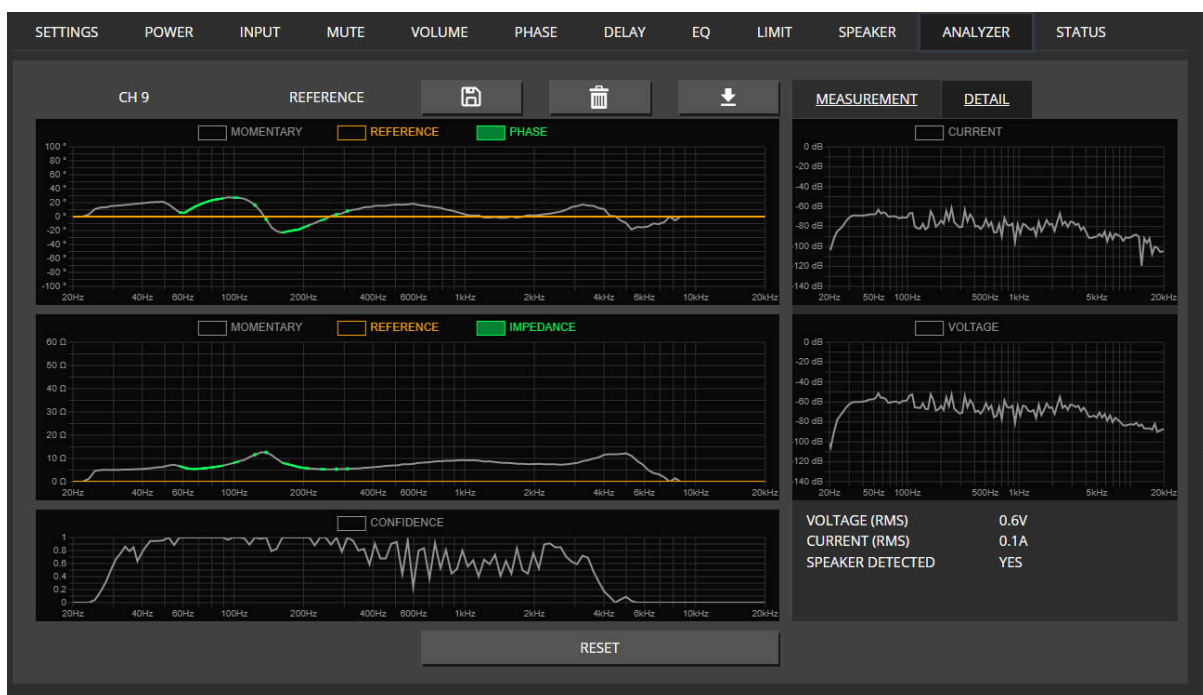 SETTINGS POWER INPUT MUTE VOLUME PHASE DELAY EQ LIMIT SPEAKER ANALYZER STATUS
CH 9 REFERENCE
MEASUREMENT DETAIL
MOMENTARY REFERENCE PHASE
100 °
80 °
60 °
40 °
20 °
0 °
-20 °
-40 °
-60 °
-80 °
-100 °
20Hz 40Hz 60Hz 100Hz 200Hz 400Hz 600Hz 1kHz 2kHz 4kHz 6kHz 10kHz 20kHz
CURRENT
0 dB
-20 dB
-40 dB
-60 dB
-80 dB
-100 dB
-120 dB
-140 dB
20Hz 50Hz 100Hz 500Hz 1kHz 5kHz 20kHz
MOMENTARY REFERENCE IMPEDANCE
60 Ω
50 Ω
40 Ω
30 Ω
20 Ω
10 Ω
0 Ω
20Hz 40Hz 60Hz 100Hz 200Hz 400Hz 600Hz 1kHz 2kHz 4kHz 6kHz 10kHz 20kHz
VOLTAGE
0 dB
-20 dB
-40 dB
-60 dB
-80 dB
-100 dB
-120 dB
-140 dB
20Hz 50Hz 100Hz 500Hz 1kHz 5kHz 20kHz
CONFIDENCE
1
0.8
0.6
0.4
0.2
0
20Hz 40Hz 60Hz 100Hz 200Hz 400Hz 600Hz 1kHz 2kHz 4kHz 6kHz 10kHz 20kHz
VOLTAGE (RMS) 0.6V
CURRENT (RMS) 0.1A
SPEAKER DETECTED YES
RESET